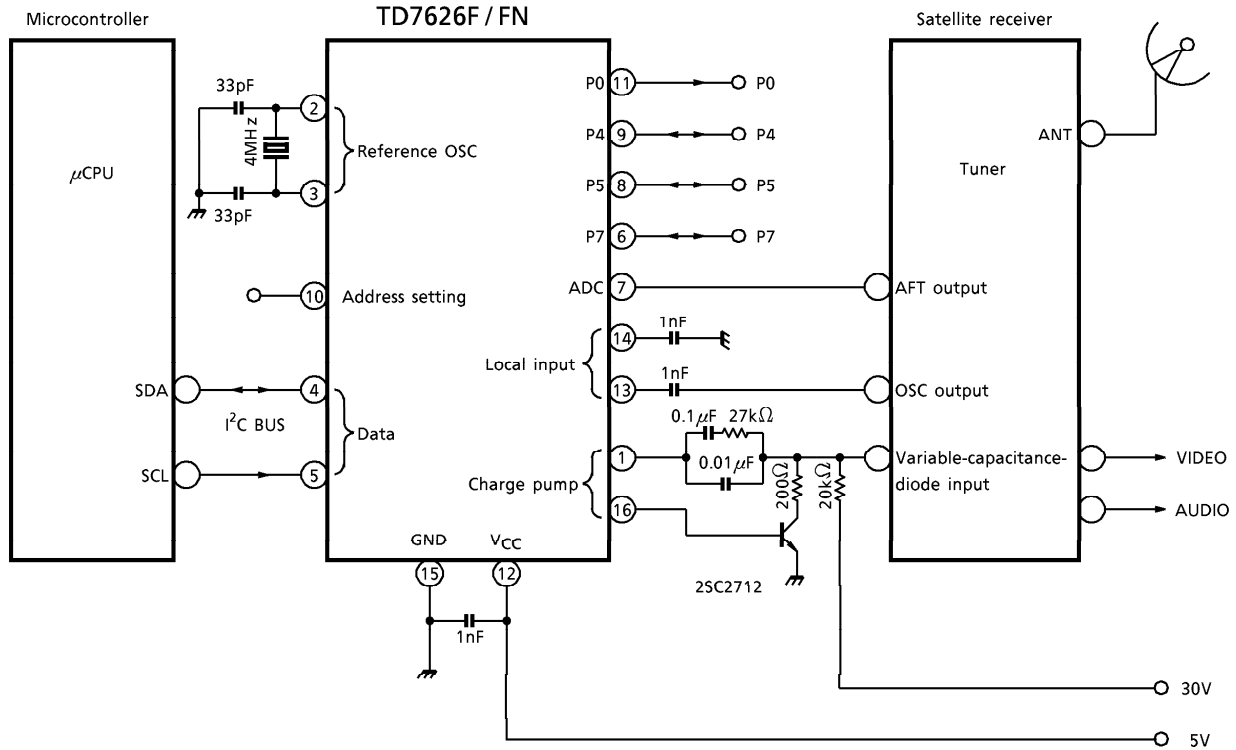 Microcontroller
TD7626F / FN
Satellite receiver
33pF
4MHz
33pF
2
3
Reference OSC
μCPU
P0 11 P0
P4 9 P4
P5 8 P5
P7 6 P7
ANT
Tuner
10 Address setting
ADC 7 AFT output
14 1nF
Local input
13 1nF OSC output
SDA 4
I²C BUS
Data
SCL 5
0.1μF 27kΩ
0.01μF
1
Charge pump
16
200Ω
20kΩ
Variable-capacitance-
diode input
VIDEO
AUDIO
GND VCC
15 12
1nF
2SC2712
30V
5V